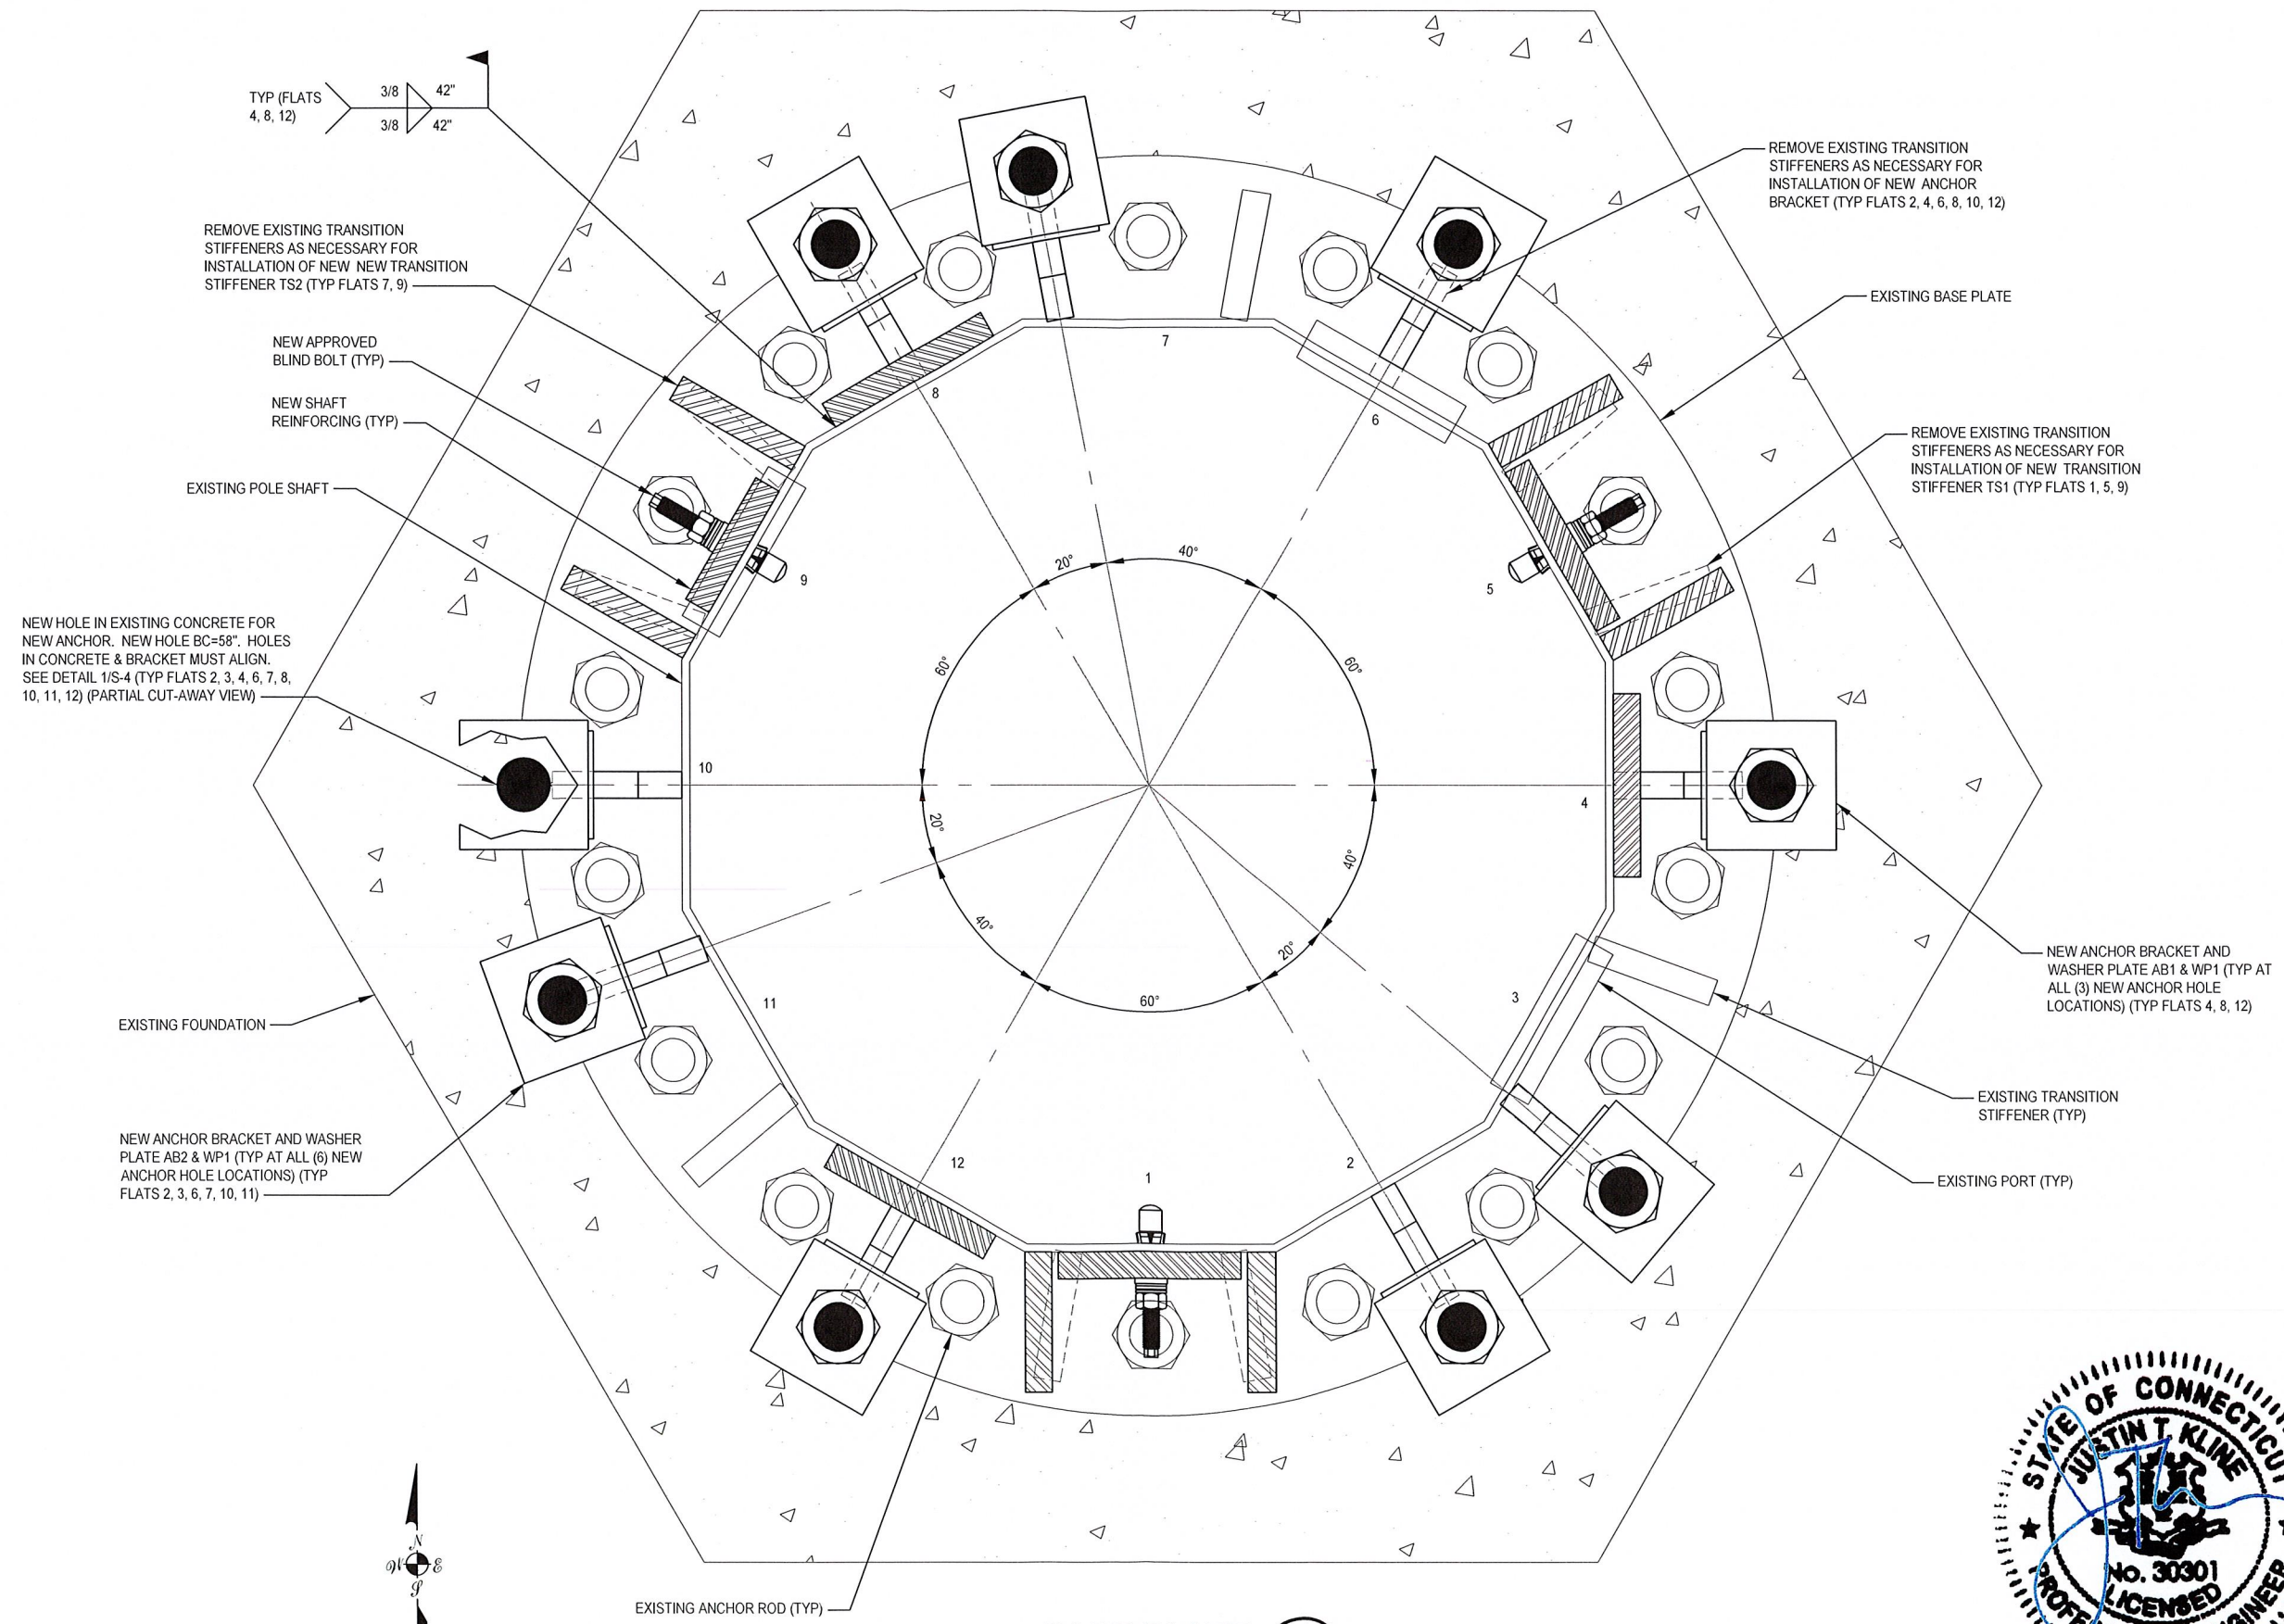 TYP (FLATS
4, 8, 12)
3/8
42"
3/8
42"
REMOVE EXISTING TRANSITION
STIFFENERS AS NECESSARY FOR
INSTALLATION OF NEW ANCHOR
BRACKET (TYP FLATS 2, 4, 6, 8, 10, 12)
REMOVE EXISTING TRANSITION
STIFFENERS AS NECESSARY FOR
INSTALLATION OF NEW NEW TRANSITION
STIFFENER TS2 (TYP FLATS 7, 9)
EXISTING BASE PLATE
NEW APPROVED
BLIND BOLT (TYP)
NEW SHAFT
REINFORCING (TYP)
REMOVE EXISTING TRANSITION
STIFFENERS AS NECESSARY FOR
INSTALLATION OF NEW TRANSITION
STIFFENER TS1 (TYP FLATS 1, 5, 9)
EXISTING POLE SHAFT
7
8
6
9
5
20°
40°
60°
60°
NEW HOLE IN EXISTING CONCRETE FOR
NEW ANCHOR. NEW HOLE BC=58". HOLES
IN CONCRETE & BRACKET MUST ALIGN.
SEE DETAIL 1/S-4 (TYP FLATS 2, 3, 4, 6, 7, 8,
10, 11, 12) (PARTIAL CUT-AWAY VIEW)
10
4
20°
40°
40°
20°
60°
11
3
NEW ANCHOR BRACKET AND
WASHER PLATE AB1 & WP1 (TYP AT
ALL (3) NEW ANCHOR HOLE
LOCATIONS) (TYP FLATS 4, 8, 12)
EXISTING FOUNDATION
EXISTING TRANSITION
STIFFENER (TYP)
NEW ANCHOR BRACKET AND WASHER
PLATE AB2 & WP1 (TYP AT ALL (6) NEW
ANCHOR HOLE LOCATIONS) (TYP
FLATS 2, 3, 6, 7, 10, 11)
12
1
2
EXISTING PORT (TYP)
N
W
E
S
EXISTING ANCHOR ROD (TYP)
STATE OF CONNECTICUT
JUSTIN T. KLINE
No. 30301
LICENSED